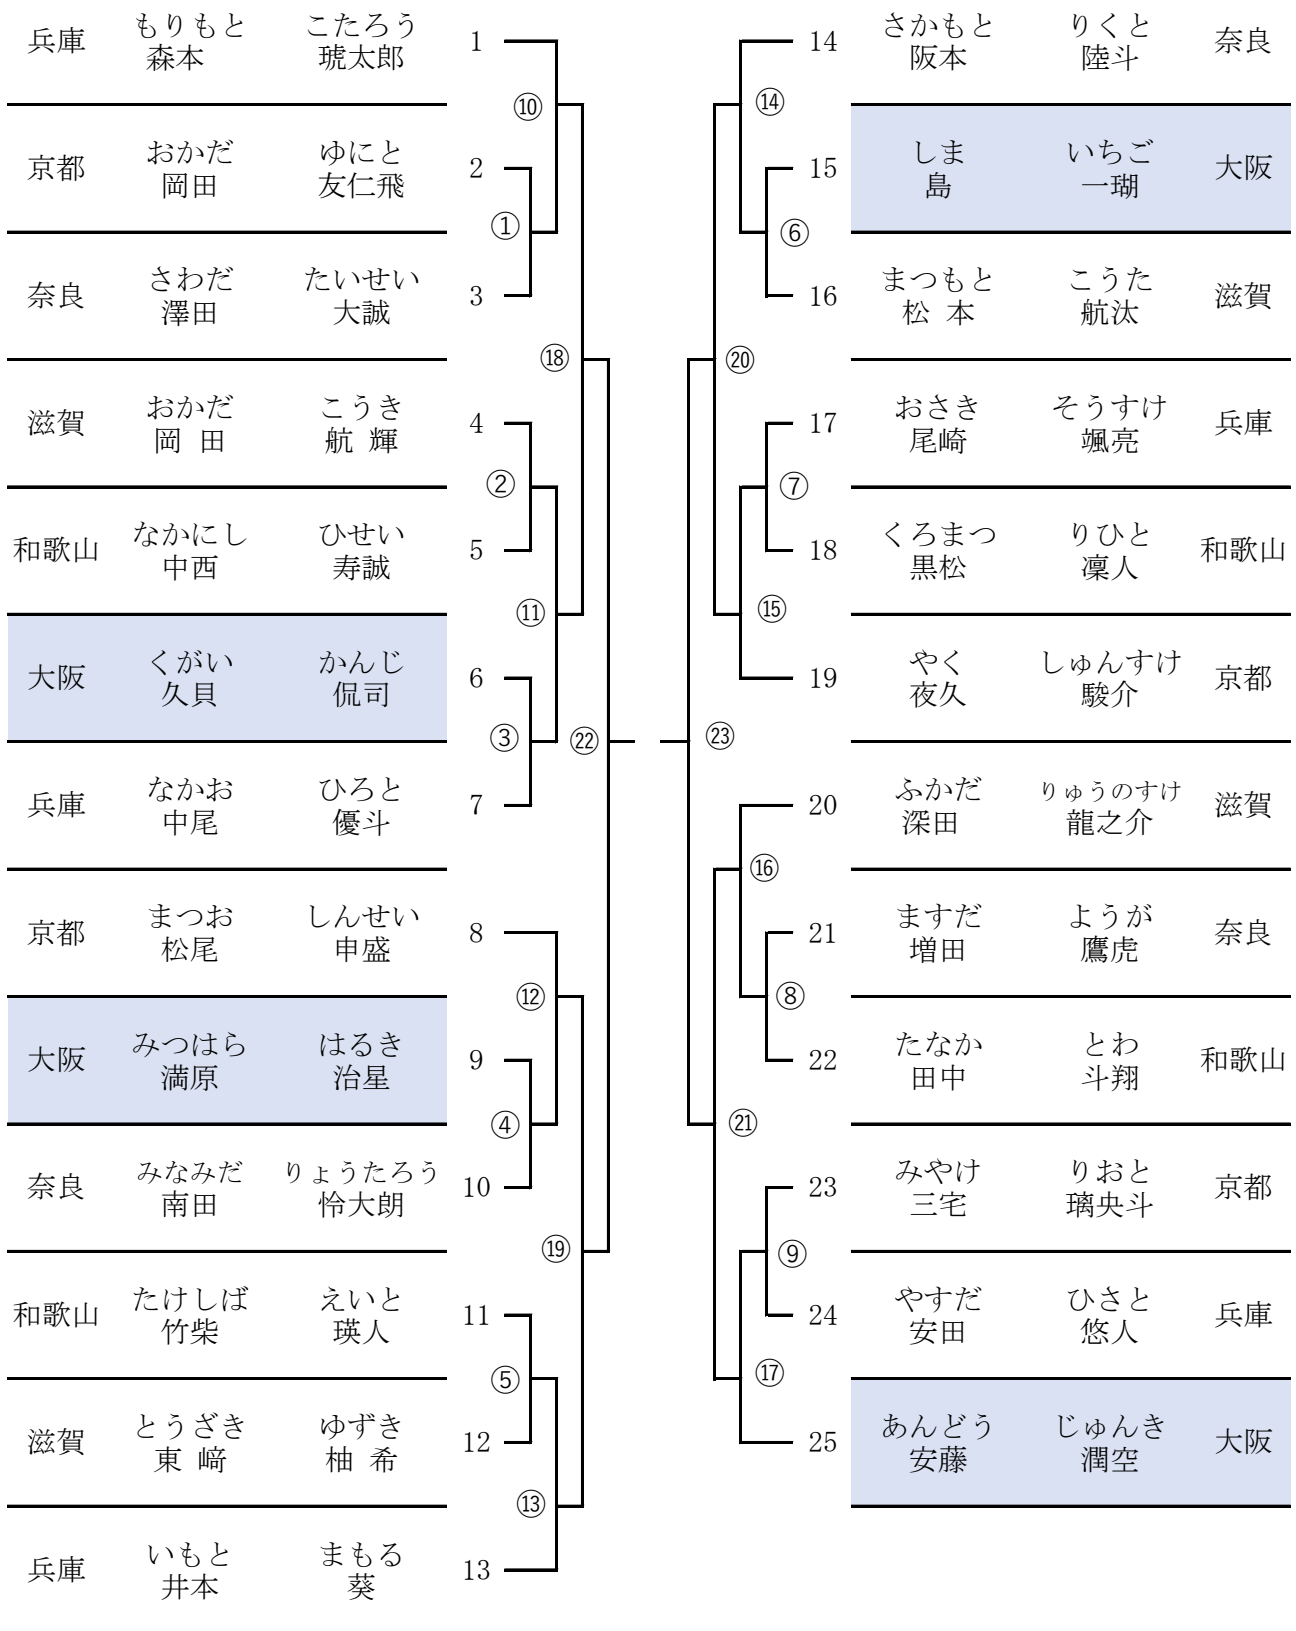 兵庫 もりもと こたろう 1
森本 琥太郎
⑩
京都 おかだ ゆにと 2
岡田 友仁飛
①
奈良 さわだ たいせい 3
澤田 大誠
⑱
滋賀 おかだ こうき 4
岡 田 航 輝
②
和歌山 なかにし ひせい 5
中西 寿誠
⑪
大阪 くがい かんじ 6
久貝 侃司
③ ㉒
兵庫 なかお ひろと 7
中尾 優斗
京都 まつお しんせい 8
松尾 申盛
⑫
大阪 みつはら はるき 9
満原 治星
④
奈良 みなみだ りょうたろう 10
南田 怜大朗
⑲
和歌山 たけしば えいと 11
竹柴 瑛人
⑤
滋賀 とうざき ゆずき 12
東 﨑 柚 希
⑬
兵庫 いもと まもる 13
井本 葵
14 さかもと りくと 奈良
阪本 陸斗
⑭
15 しま いちご 大阪
島 一瑚
⑥
16 まつもと こうた 滋賀
松 本 航汰
⑳
17 おさき そうすけ 兵庫
尾崎 颯亮
⑦
18 くろまつ りひと 和歌山
黒松 凜人
⑮
19 やく しゅんすけ 京都
夜久 駿介
㉓
20 ふかだ りゅうのすけ 滋賀
深田 龍之介
⑯
21 ますだ ようが 奈良
増田 鷹虎
⑧
22 たなか とわ 和歌山
田中 斗翔
㉑
23 みやけ りおと 京都
三宅 璃央斗
⑨
24 やすだ ひさと 兵庫
安田 悠人
⑰
25 あんどう じゅんき 大阪
安藤 潤空